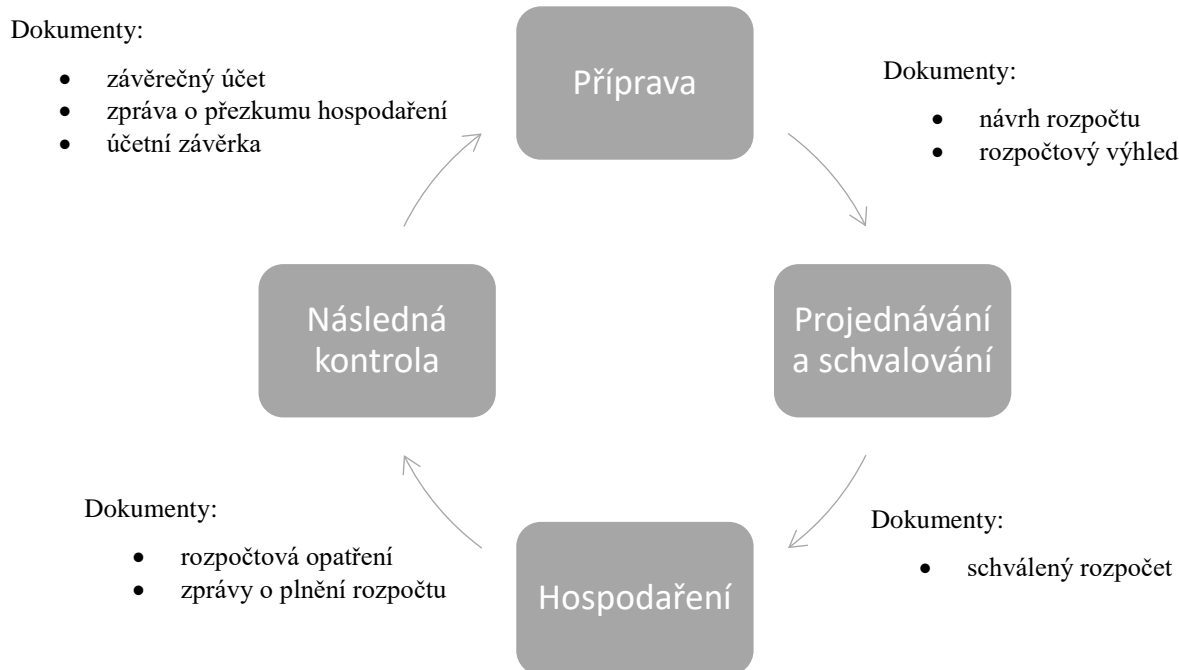 Dokumenty:
• závěrečný účet
• zpráva o přezkumu hospodaření
• účetní závěrka
Příprava
Dokumenty:
• návrh rozpočtu
• rozpočtový výhled
Následná
kontrola
Projednávání
a schvalování
Dokumenty:
• rozpočtová opatření
• zprávy o plnění rozpočtu
Hospodaření
Dokumenty:
• schválený rozpočet